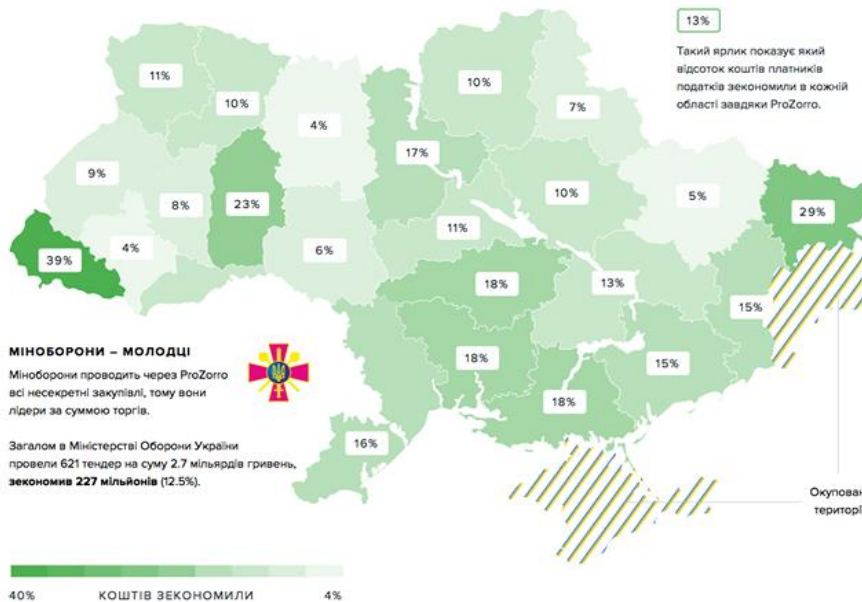 13%
Такий ярлик показує який
відсоток коштів платників
податків зекономили в кожній
області завдяки ProZorro.
11%
10%
4%
10%
7%
17%
9%
8%
23%
10%
5%
29%
4%
39%
6%
11%
18%
13%
15%
18%
15%
18%
16%
МІНОБОРОНИ – МОЛОДЦІ
Міноборони проводить через ProZorro
всі несекретні закупівлі, тому вони
лідери за суммою торгів.
Загалом в Міністерстві Оборони України
провели 621 тендер на суму 2.7 мільярдів гривень,
зекономив 227 мільйонів (12.5%).
Окупован
територі
40%
КОШТІВ ЗЕКОНОМИЛИ
4%